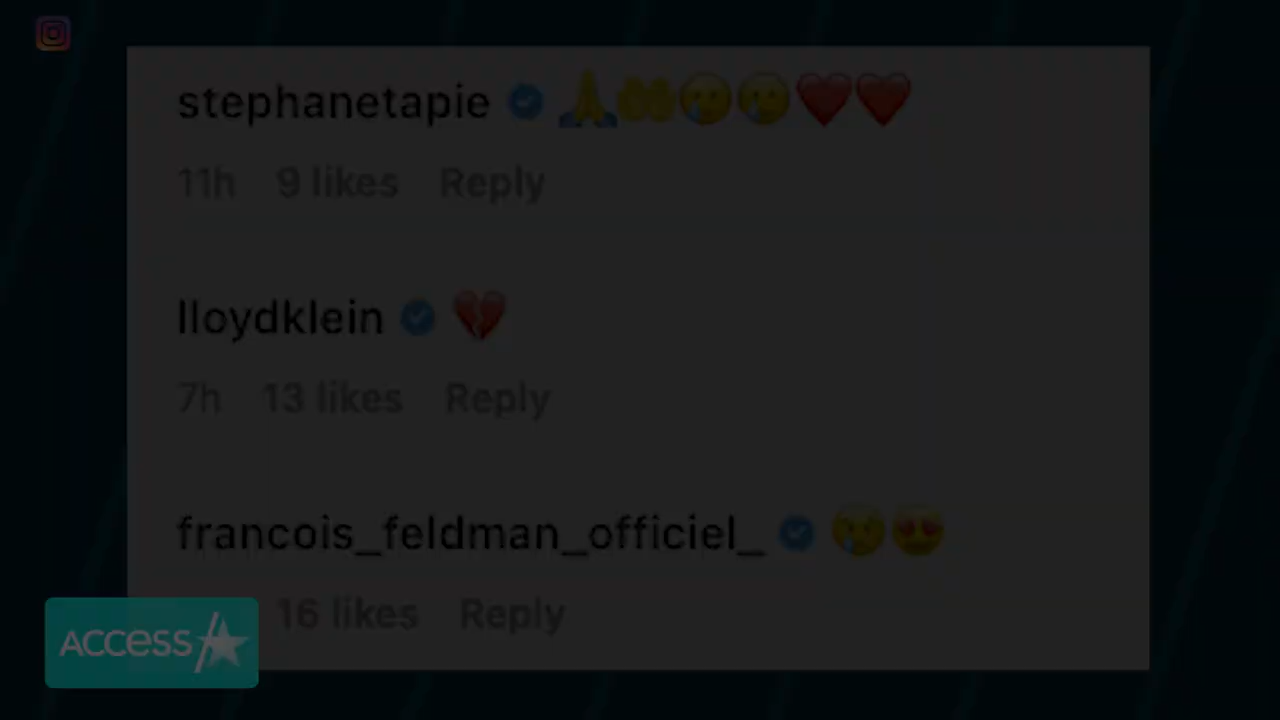 stephanetapie 🙏🤲🥲🥲❤️❤️
11h 9 likes Reply
lloydklein 💔
7h 13 likes Reply
francois_feldman_officiel_ 😢😍
16 likes Reply
ACCESS